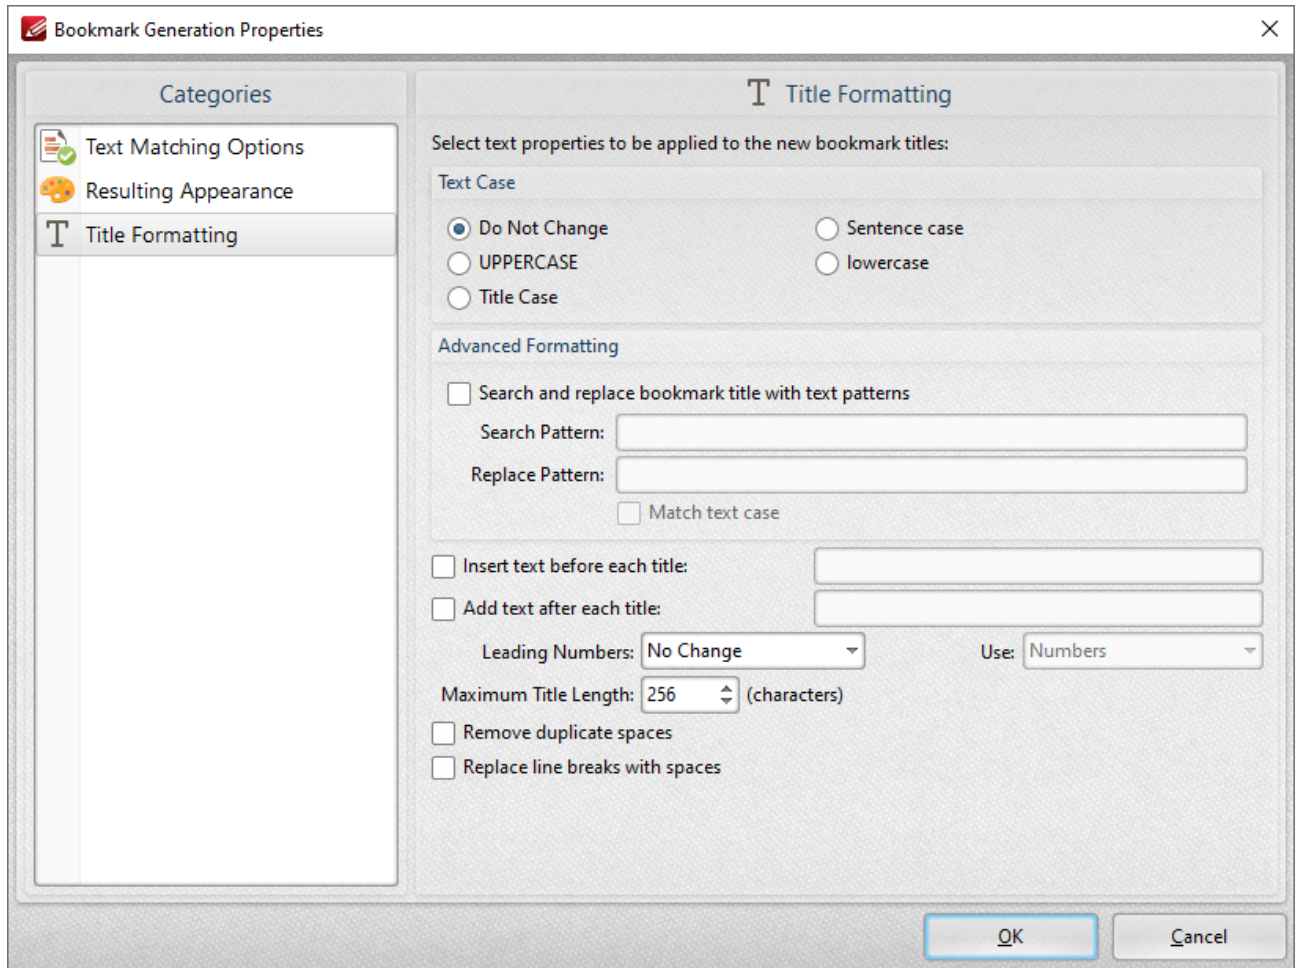 Bookmark Generation Properties
Categories
Text Matching Options
Resulting Appearance
Title Formatting
Title Formatting
Select text properties to be applied to the new bookmark titles:
Text Case
Do Not Change
Sentence case
UPPERCASE
lowercase
Title Case
Advanced Formatting
Search and replace bookmark title with text patterns
Search Pattern:
Replace Pattern:
Match text case
Insert text before each title:
Add text after each title:
Leading Numbers: No Change Use: Numbers
Maximum Title Length: 256 (characters)
Remove duplicate spaces
Replace line breaks with spaces
OK Cancel